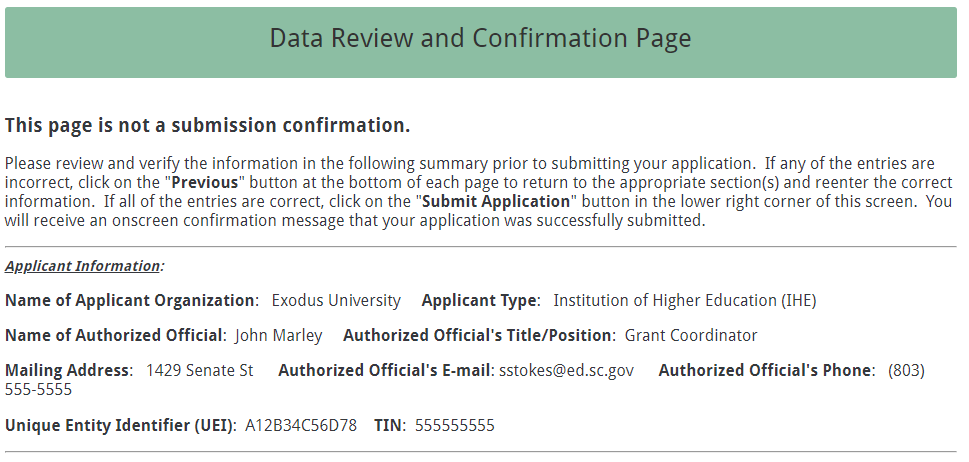 Data Review and Confirmation Page
This page is not a submission confirmation.
Please review and verify the information in the following summary prior to submitting your application.  If any of the entries are
incorrect, click on the "Previous" button at the bottom of each page to return to the appropriate section(s) and reenter the correct
information.  If all of the entries are correct, click on the "Submit Application" button in the lower right corner of this screen.  You
will receive an onscreen confirmation message that your application was successfully submitted.
Applicant Information:
Name of Applicant Organization:   Exodus University     Applicant Type:   Institution of Higher Education (IHE)
Name of Authorized Official:  John Marley     Authorized Official's Title/Position:  Grant Coordinator
Mailing Address:   1429 Senate St      Authorized Official's E-mail: sstokes@ed.sc.gov      Authorized Official's Phone:   (803)
555-5555
Unique Entity Identifier (UEI):  A12B34C56D78    TIN:  555555555